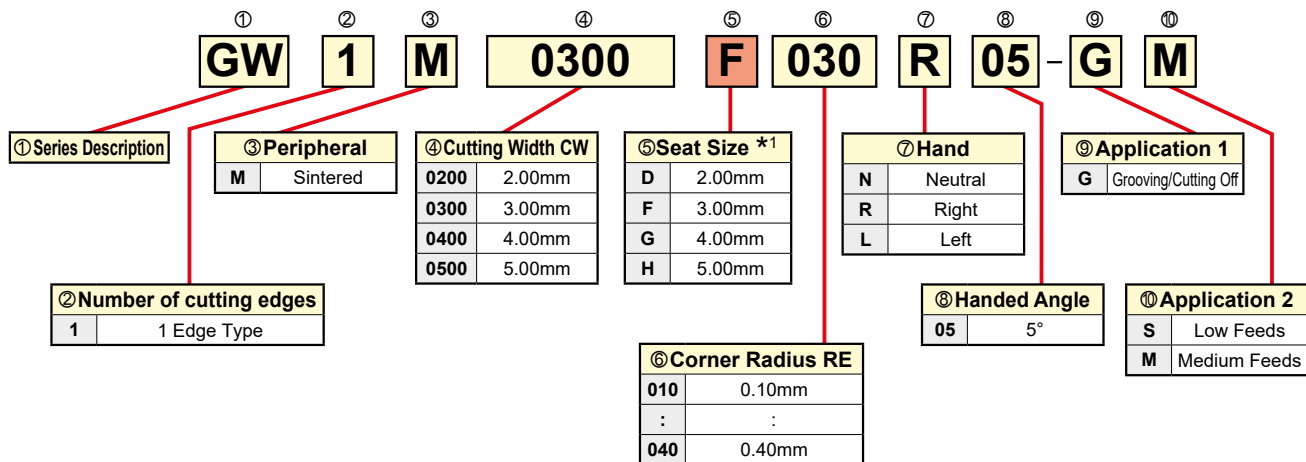 ① ② ③ ④ ⑤ ⑥ ⑦ ⑧ ⑨ ⑩
GW 1 M 0300 F 030 R 05 – G M
① Series Description
③Peripheral
M Sintered
④Cutting Width CW
0200 2.00mm
0300 3.00mm
0400 4.00mm
0500 5.00mm
⑤Seat Size *1
D 2.00mm
F 3.00mm
G 4.00mm
H 5.00mm
⑦Hand
N Neutral
R Right
L Left
⑨Application 1
G Grooving/Cutting Off
②Number of cutting edges
1 1 Edge Type
⑧Handed Angle
05 5°
⑩Application 2
S Low Feeds
M Medium Feeds
⑥Corner Radius RE
010 0.10mm
: :
040 0.40mm